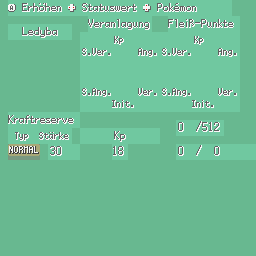 Ⓐ Erhöhen ✥ Statuswert ✥ Pokémon
Veranlagung Fleiß-Punkte
Ledyba
Kp Kp
S.Ver. Ang. S.Ver. Ang.
S.Ang. Ver. S.Ang. Ver.
Init. Init.
Kraftreserve
0 /512
Typ Stärke Kp
NORMAL 30 18 0 / 0